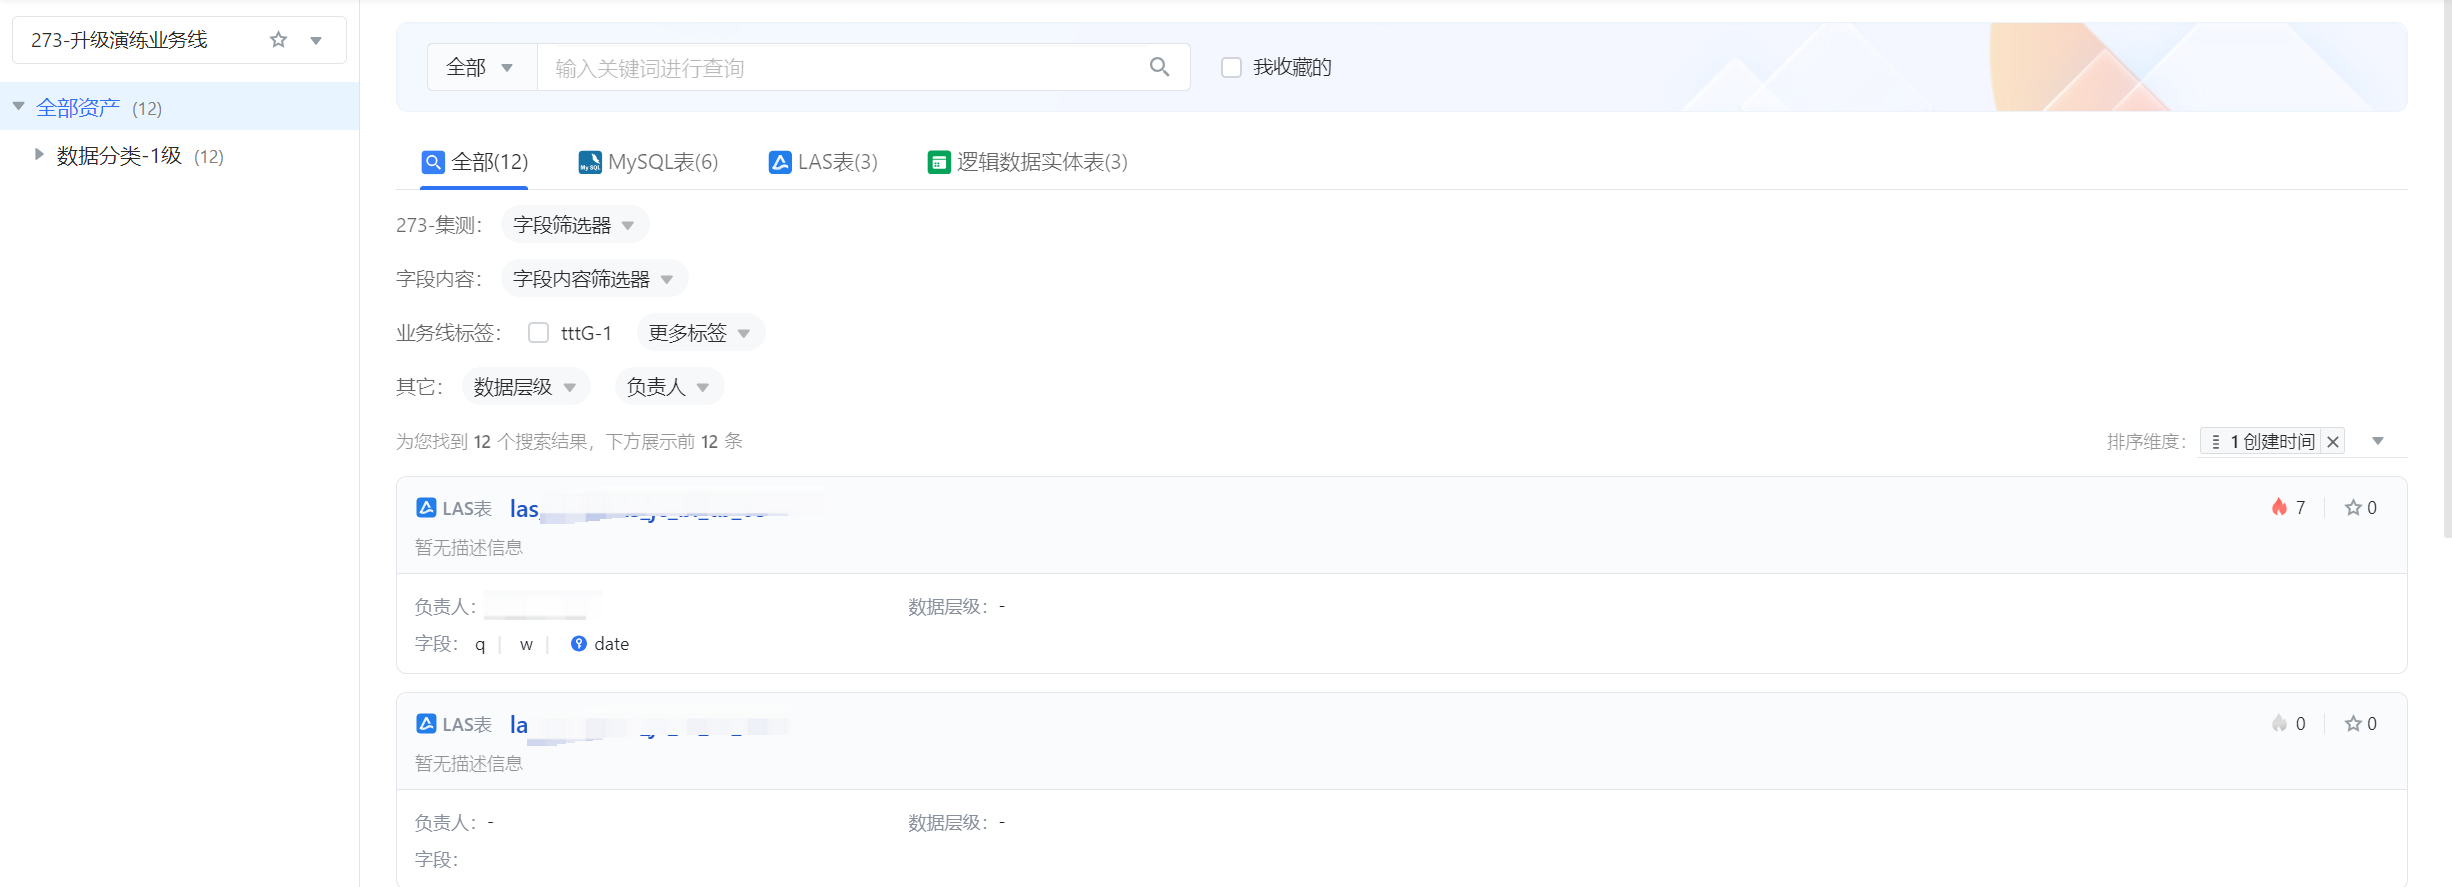 273-升级演练业务线
全部资产 (12)
数据分类-1级 (12)
全部 输入关键词进行查询 我收藏的
全部(12) MySQL表(6) LAS表(3) 逻辑数据实体表(3)
273-集测： 字段筛选器
字段内容： 字段内容筛选器
业务线标签： tttG-1 更多标签
其它： 数据层级 负责人
为您找到 12 个搜索结果，下方展示前 12 条 排序维度： 1 创建时间
LAS表 las_ 7 0
暂无描述信息
负责人： 数据层级： -
字段： q w date
LAS表 la 0 0
暂无描述信息
负责人： - 数据层级： -
字段：